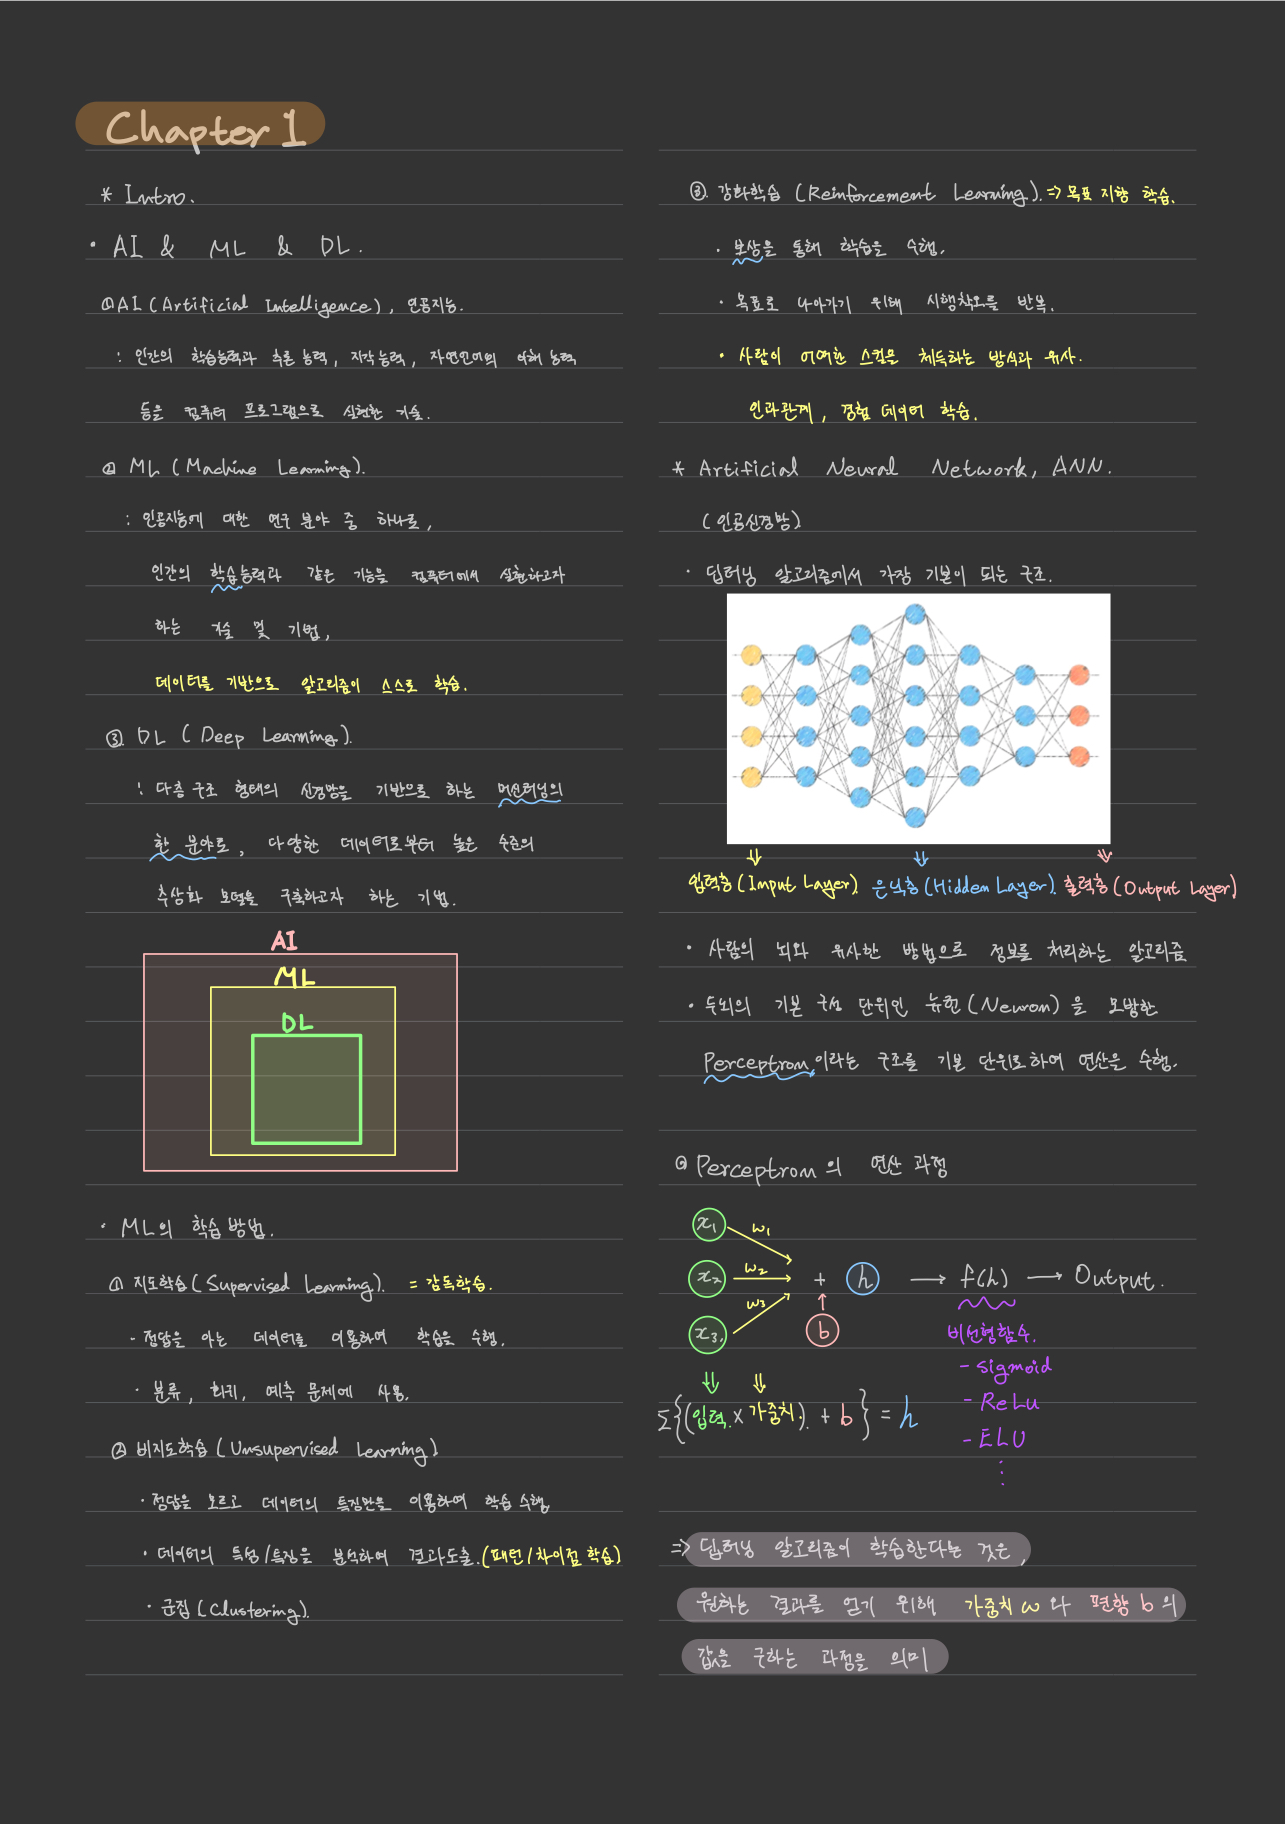 Chapter 1
* Intro.
· AI & ML & DL.
① AI (Artificial Intelligence), 인공지능.
: 인간의 학습능력과 추론 능력, 지각능력, 자연언어의 이해 능력
등을 컴퓨터 프로그램으로 실현한 기술.
② ML (Machine Learning).
: 인공지능에 대한 연구 분야 중 하나로,
인간의 학습능력과 같은 기능을 컴퓨터에서 실현하고자
하는 기술 및 기법,
데이터를 기반으로 알고리즘이 스스로 학습.
③. DL (Deep Learning).
: 다층 구조 형태의 신경망을 기반으로 하는 머신러닝의
한 분야로, 다양한 데이터로부터 높은 수준의
추상화 모델을 구축하고자 하는 기법.
AI
ML
DL
· ML의 학습 방법.
① 지도학습 (Supervised Learning). = 감독학습.
- 정답을 아는 데이터를 이용하여 학습을 수행.
· 분류, 회귀, 예측 문제에 사용.
② 비지도학습 (Unsupervised Learning)
· 정답을 모르고 데이터의 특징만을 이용하여 학습 수행.
· 데이터의 특성/특징을 분석하여 결과도출. (패턴/차이점 학습)
· 군집 (Clustering).
③. 강화학습 (Reinforcement Learning). => 목표 지향 학습.
· 보상을 통해 학습을 수행.
· 목표로 나아가기 위해 시행착오를 반복.
· 사람이 어떠한 스킬을 체득하는 방식과 유사.
인과관계, 경험 데이터 학습.
* Artificial Neural Network, ANN.
(인공신경망)
· 딥러닝 알고리즘에서 가장 기본이 되는 구조.
⇓ ⇓ ⇓
입력층 (Input Layer). 은닉층 (Hidden Layer). 출력층 (Output Layer)
· 사람의 뇌와 유사한 방법으로 정보를 처리하는 알고리즘
· 두뇌의 기본 구성 단위인 뉴런 (Neuron) 을 모방한
Perceptron 이라는 구조를 기본 단위로하여 연산을 수행.
⊙ Perceptron 의 연산 과정
x₁ w₁
x₂ w₂ + h → f(h) → Output.
x₃. w₃ b
비선형함수.
- sigmoid
- ReLu
- ELU
⋮
Σ{(입력. × 가중치). + b} = h
=> 딥러닝 알고리즘이 학습한다는 것은,
원하는 결과를 얻기 위해 가중치 w 와 편향 b 의
값을 구하는 과정을 의미